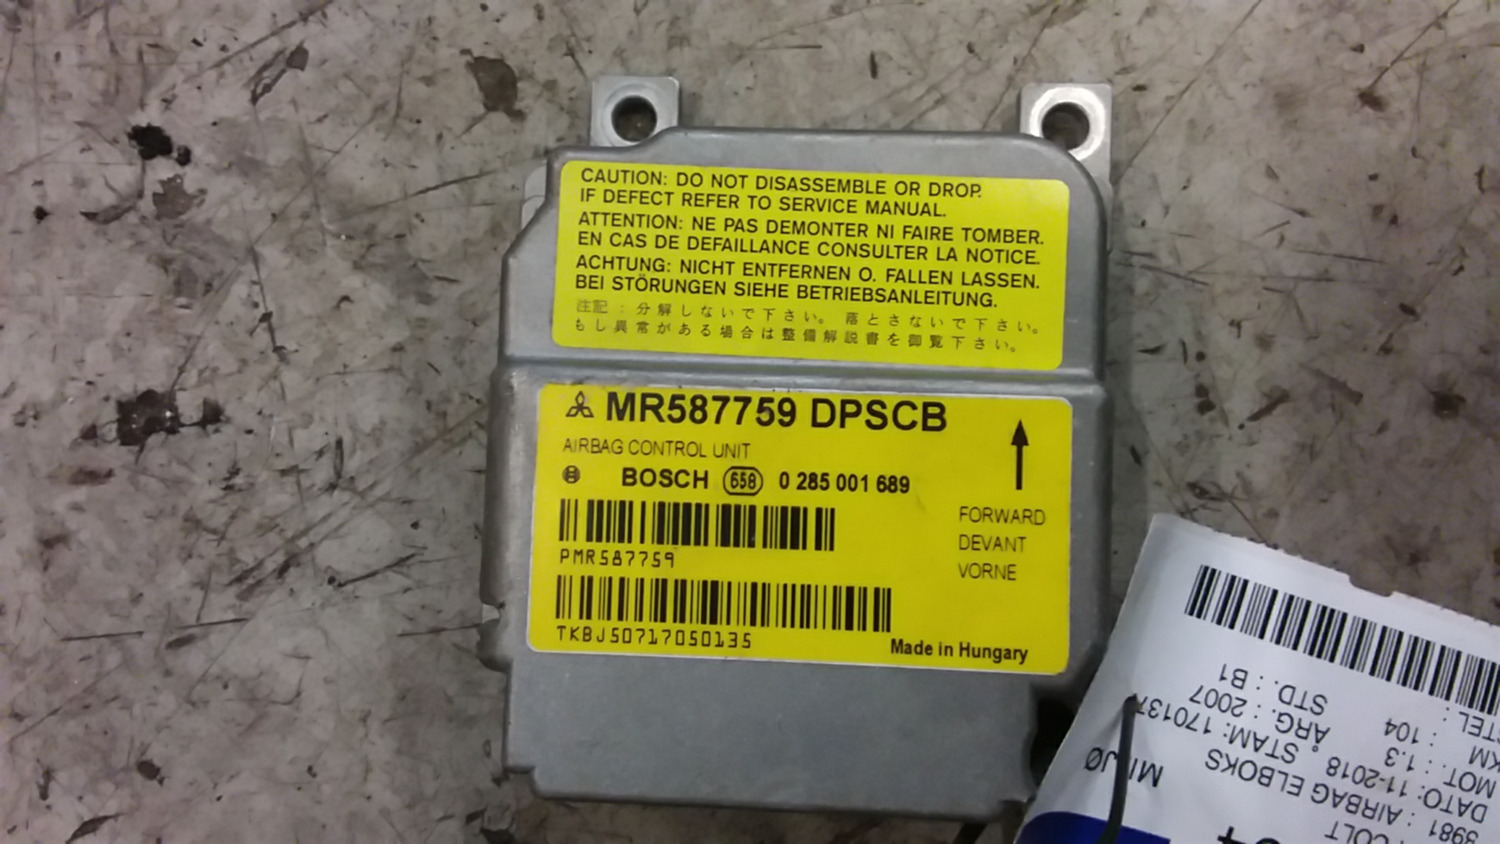 CAUTION: DO NOT DISASSEMBLE OR DROP.
IF DEFECT REFER TO SERVICE MANUAL.
ATTENTION: NE PAS DEMONTER NI FAIRE TOMBER.
EN CAS DE DEFAILLANCE CONSULTER LA NOTICE.
ACHTUNG: NICHT ENTFERNEN O. FALLEN LASSEN.
BEI STÖRUNGEN SIEHE BETRIEBSANLEITUNG.
注記:分解しないで下さい。落とさないで下さい。
もし異常がある場合は整備解説書を御覧下さい。
MR587759 DPSCB
AIRBAG CONTROL UNIT
BOSCH 658 0 285 001 689
FORWARD
DEVANT
VORNE
PMR587759
TKBJ50717050135
Made in Hungary
COLT
3981 : AIRBAG ELBOKS
DATO: 11-2018 STAM: 170137
MOT. : 1.3 ÅRG. : 2007
KM : 104 STD. : B1
STEL :